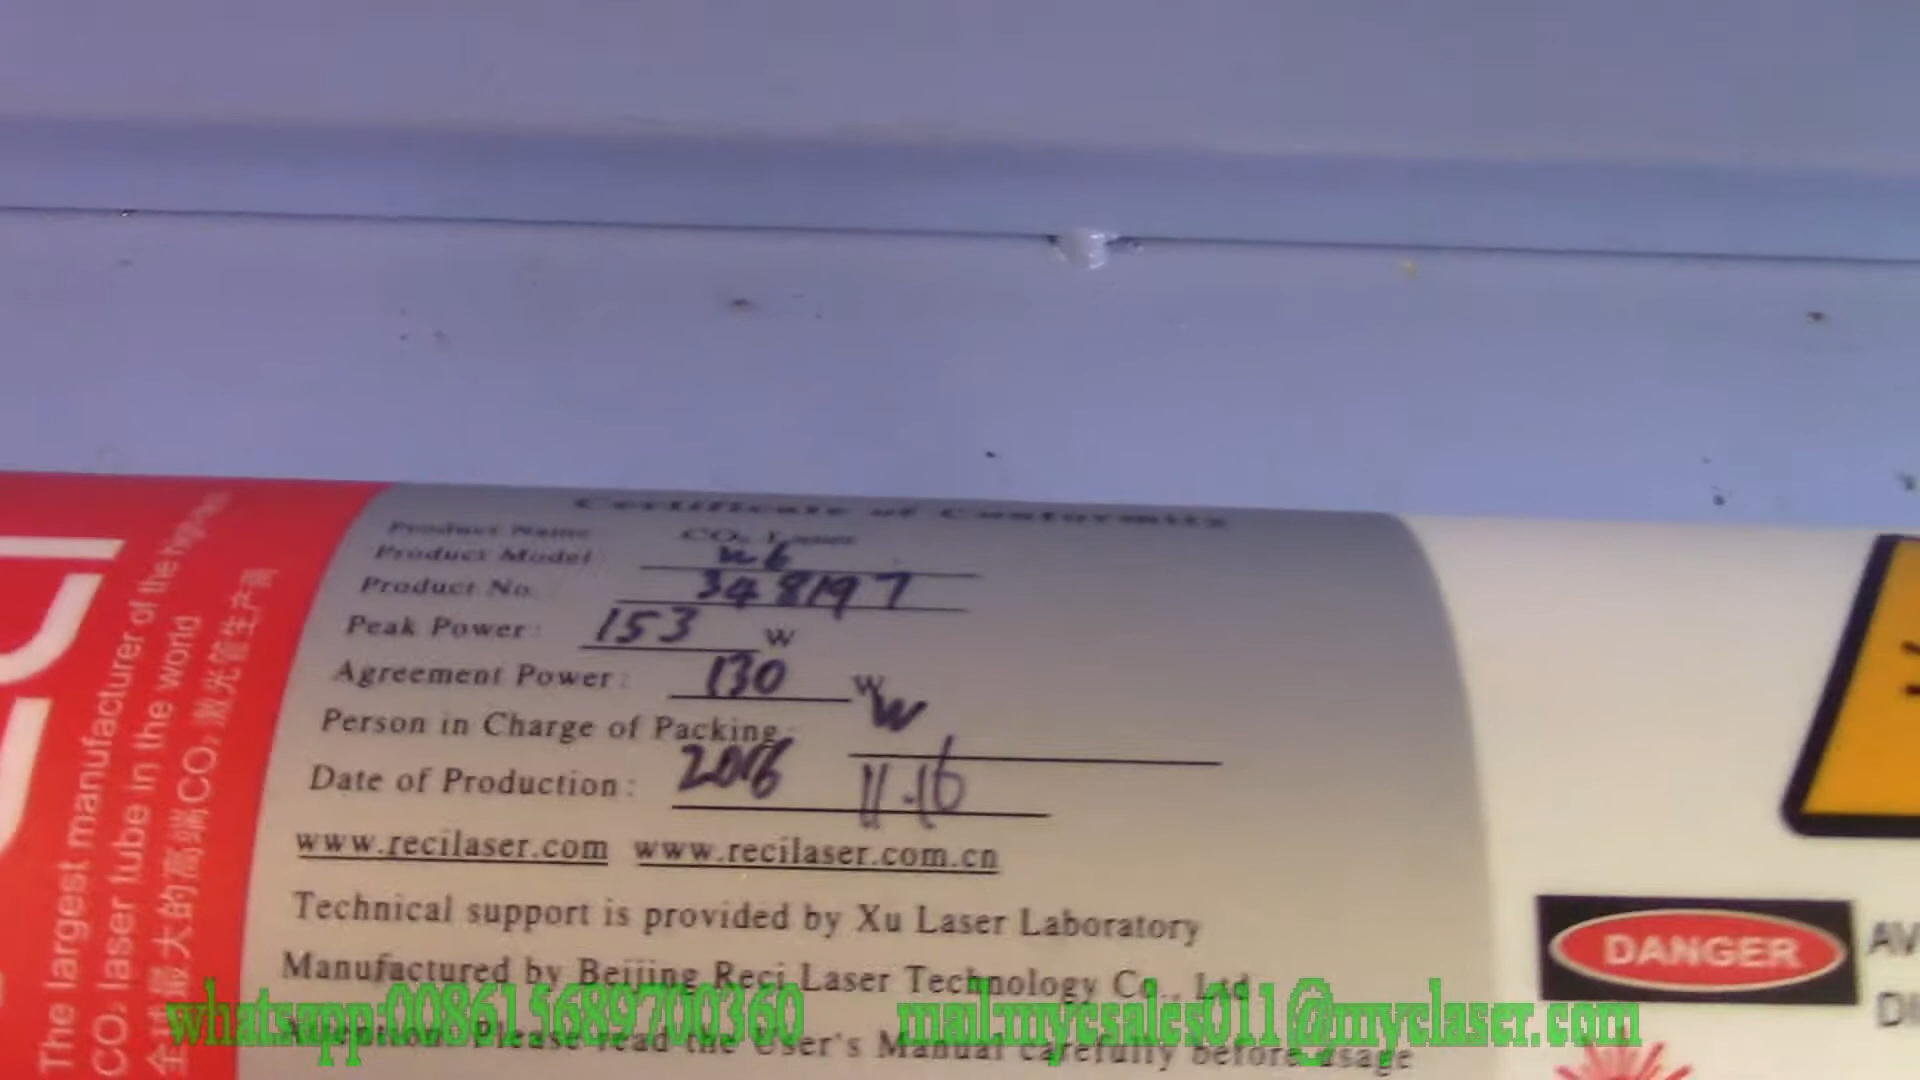 The largest manufacturer of the high-
CO₂ laser tube in the world
全球最大的高端CO₂激光管生产商
Certificate of Conformity
Product Name CO₂ Laser
Product Model: W6
Product No. 348197
Peak Power: 153 W
Agreement Power: 130 W
Person in Charge of Packing: W
Date of Production: 2016 11.16
www.recilaser.com www.recilaser.com.cn
Technical support is provided by Xu Laser Laboratory
Manufactured by Beijing Reci Laser Technology Co., Ltd
Attention: Please read the User's Manual carefully before usage
DANGER
AV
DI
whatsapp:008615689700360 mail:mycsales011@myclaser.com